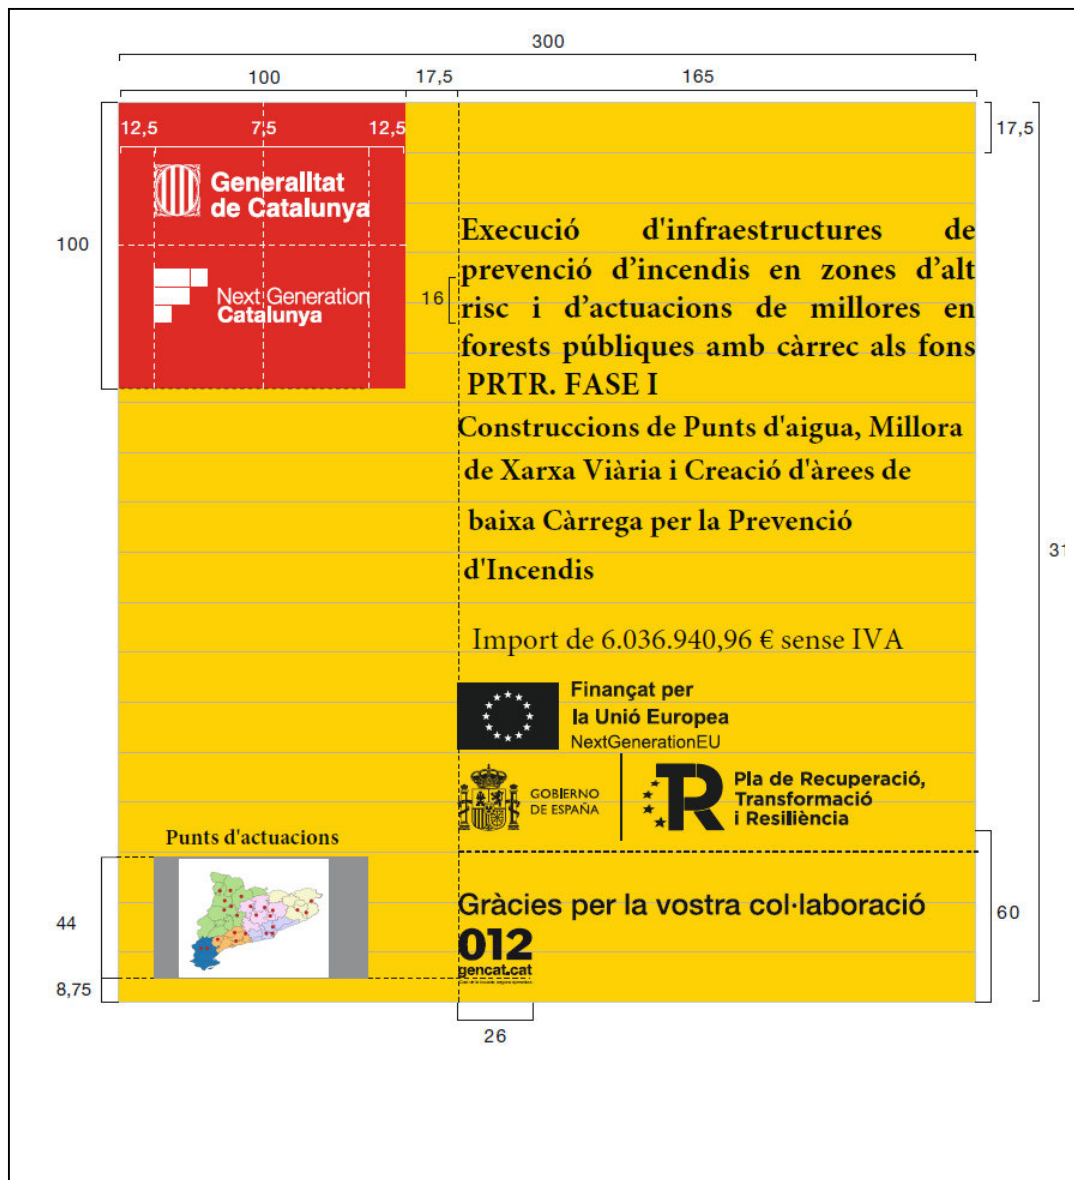 300
100
17,5
165
12,5
7,5
12,5
17,5
Generalltat
de Catalunya
100
Next Generation
Catalunya
16
Execució d'infraestructures de
prevenció d’incendis en zones d’alt
risc i d’actuacions de millores en
forests públiques amb càrrec als fons
PRTR. FASE I
Construccions de Punts d'aigua, Millora
de Xarxa Viària i Creació d'àrees de
baixa Càrrega per la Prevenció
d'Incendis
31
Import de 6.036.940,96 € sense IVA
Finançat per
la Unió Europea
NextGenerationEU
GOBIERNO
DE ESPAÑA
Pla de Recuperació,
Transformació
i Resiliència
Punts d'actuacions
44
8,75
Gràcies per la vostra col·laboració
012
gencat.cat
60
26